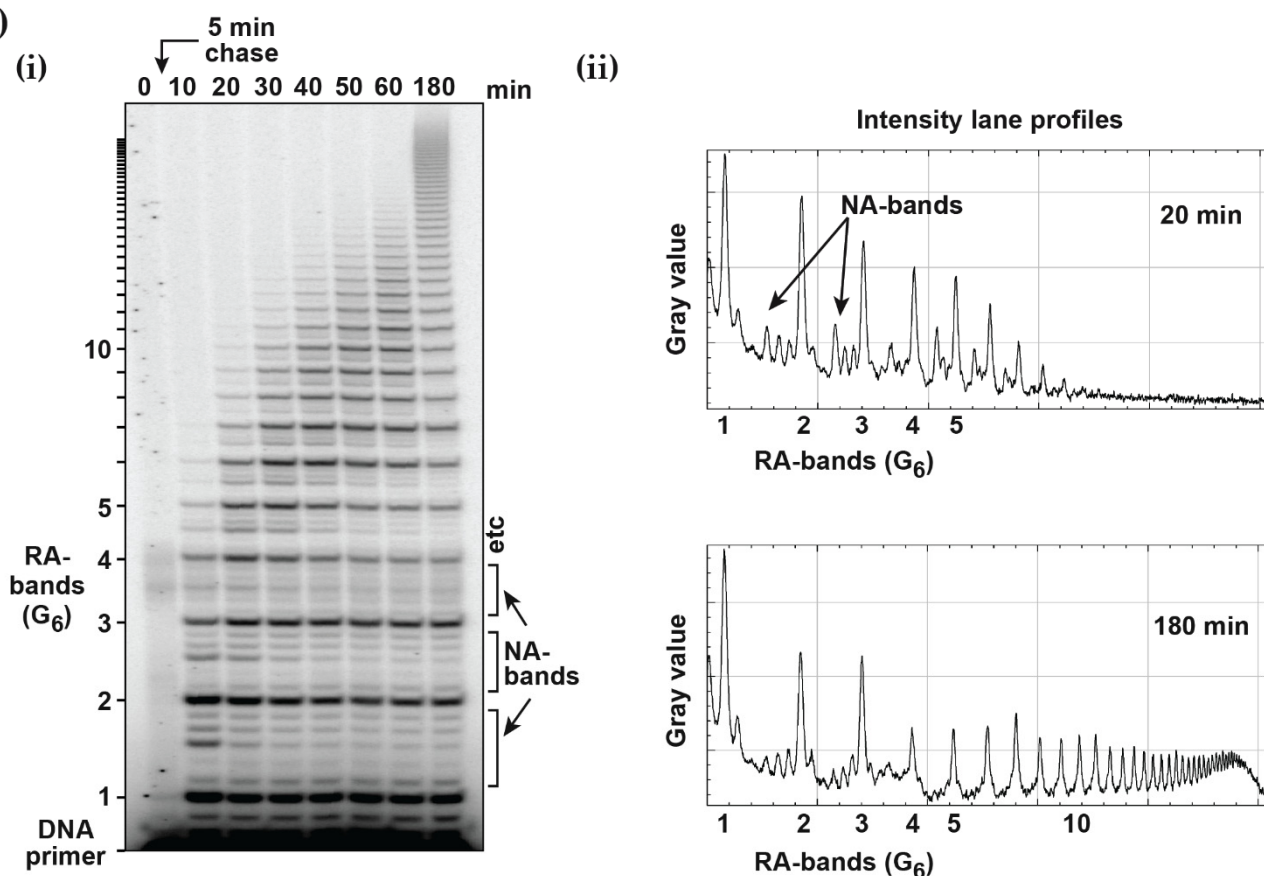 )
(i)
5 min
chase
0 10 20 30 40 50 60 180 min
10
5
4
3
2
1
RA-
bands
(G6)
DNA
primer
etc
NA-
bands
(ii)
Intensity lane profiles
Gray value
NA-bands
20 min
1 2 3 4 5
RA-bands (G6)
Gray value
180 min
1 2 3 4 5 10
RA-bands (G6)